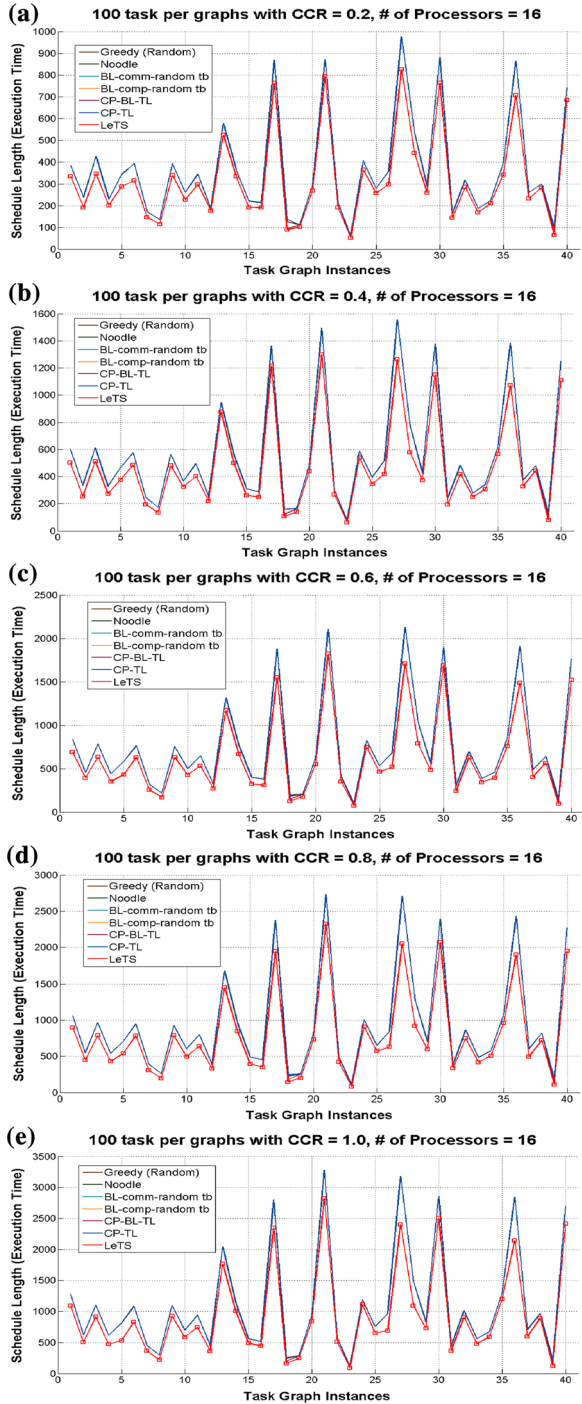 (a)
100 task per graphs with CCR = 0.2, # of Processors = 16
Schedule Length (Execution Time)
1000
900
800
700
600
500
400
300
200
100
0
Greedy (Random)
Noodle
BL-comm-random tb
BL-comp-random tb
CP-BL-TL
CP-TL
LeTS
0 5 10 15 20 25 30 35 40
Task Graph Instances
(b)
100 task per graphs with CCR = 0.4, # of Processors = 16
Schedule Length (Execution Time)
1600
1400
1200
1000
800
600
400
200
0
Greedy (Random)
Noodle
BL-comm-random tb
BL-comp-random tb
CP-BL-TL
CP-TL
LeTS
0 5 10 15 20 25 30 35 40
Task Graph Instances
(c)
100 task per graphs with CCR = 0.6, # of Processors = 16
Schedule Length (Execution Time)
2500
2000
1500
1000
500
0
Greedy (Random)
Noodle
BL-comm-random tb
BL-comp-random tb
CP-BL-TL
CP-TL
LeTS
0 5 10 15 20 25 30 35 40
Task Graph Instances
(d)
100 task per graphs with CCR = 0.8, # of Processors = 16
Schedule Length (Execution Time)
3000
2500
2000
1500
1000
500
0
Greedy (Random)
Noodle
BL-comm-random tb
BL-comp-random tb
CP-BL-TL
CP-TL
LeTS
0 5 10 15 20 25 30 35 40
Task Graph Instances
(e)
100 task per graphs with CCR = 1.0, # of Processors = 16
Schedule Length (Execution Time)
3500
3000
2500
2000
1500
1000
500
0
Greedy (Random)
Noodle
BL-comm-random tb
BL-comp-random tb
CP-BL-TL
CP-TL
LeTS
0 5 10 15 20 25 30 35 40
Task Graph Instances